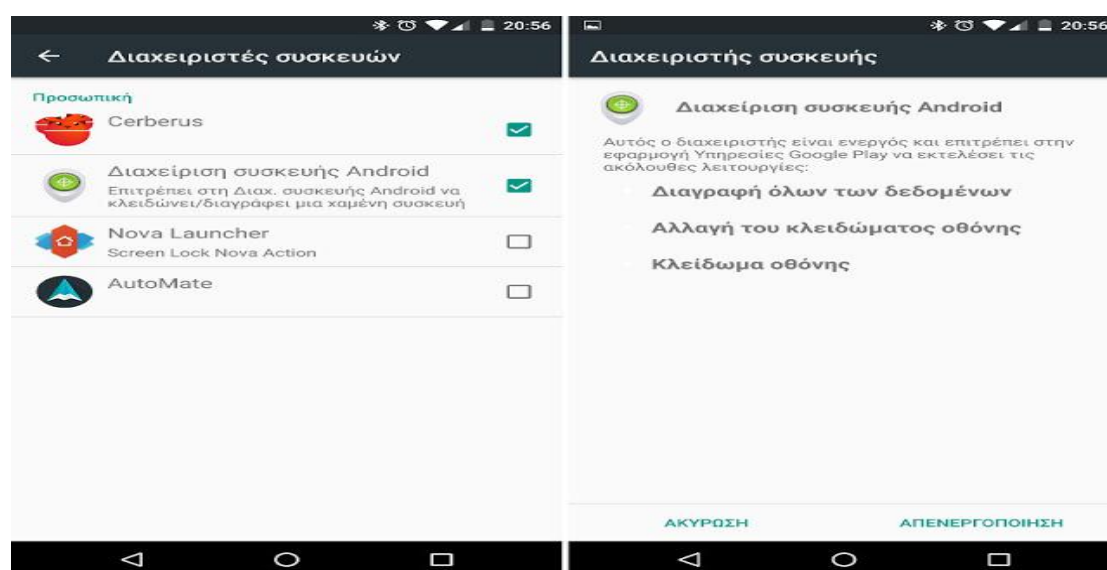 20:56
Διαχειριστές συσκευών
Προσωπική
Cerberus
Διαχείριση συσκευής Android
Επιτρέπει στη Διαχ. συσκευής Android να
κλειδώνει/διαγράφει μια χαμένη συσκευή
Nova Launcher
Screen Lock Nova Action
AutoMate
20:56
Διαχειριστής συσκευής
Διαχείριση συσκευής Android
Αυτός ο διαχειριστής είναι ενεργός και επιτρέπει στην
εφαρμογή Υπηρεσίες Google Play να εκτελέσει τις
ακόλουθες λειτουργίες:
Διαγραφή όλων των δεδομένων
Αλλαγή του κλειδώματος οθόνης
Κλείδωμα οθόνης
ΑΚΥΡΩΣΗ ΑΠΕΝΕΡΓΟΠΟΙΗΣΗ